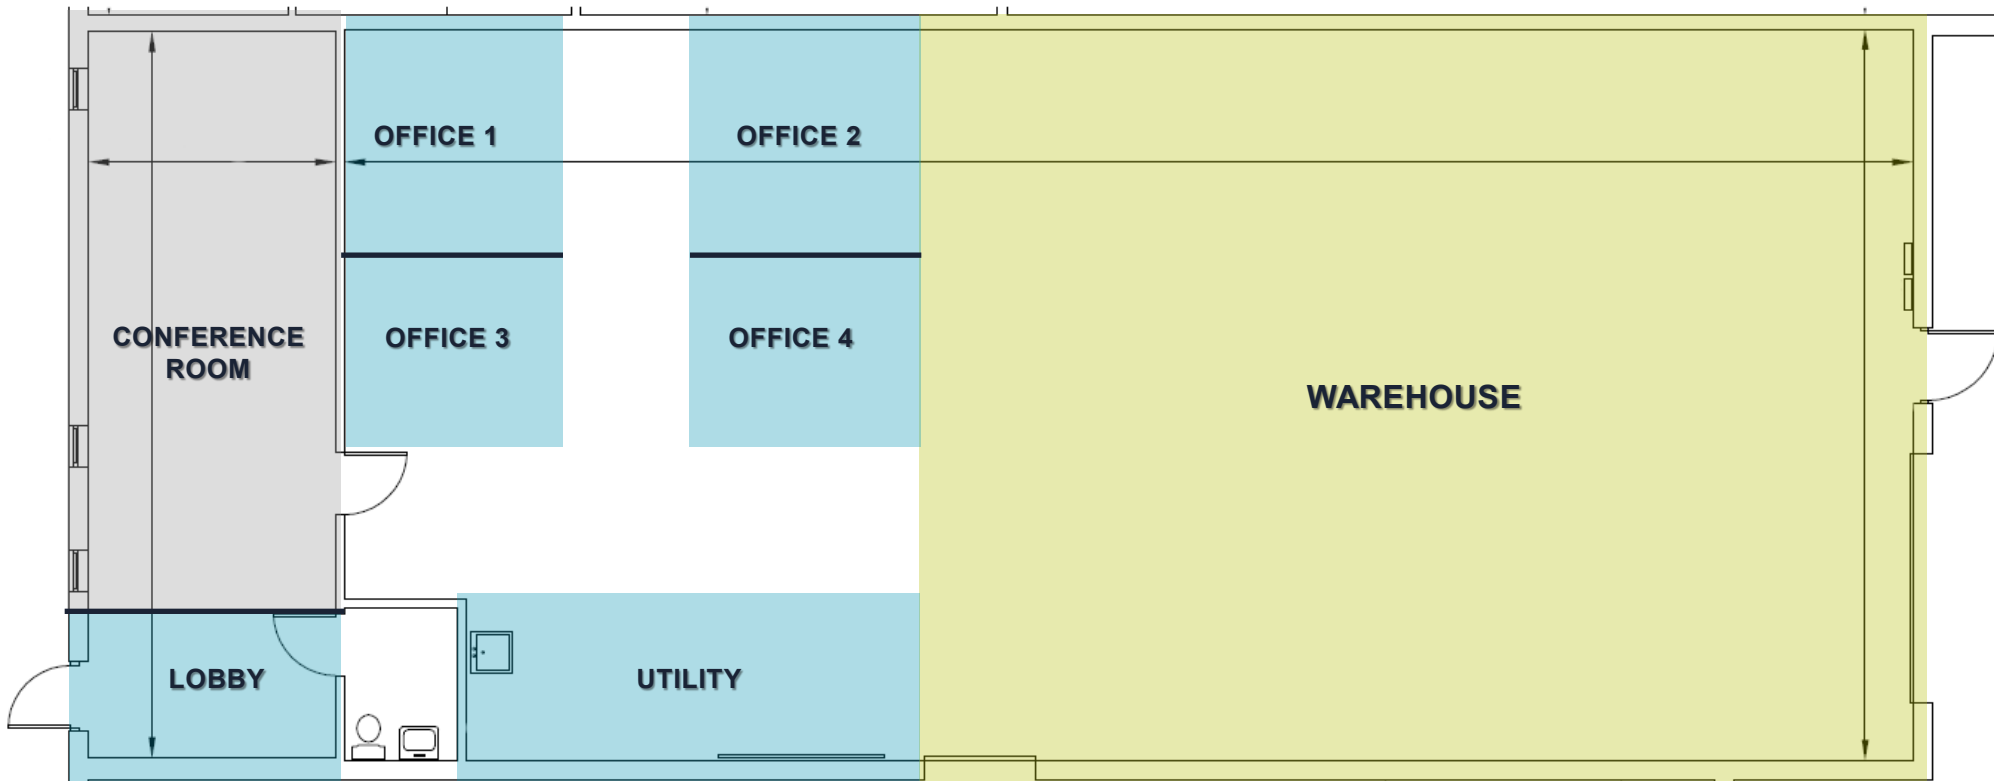 OFFICE 1
OFFICE 2
CONFERENCE
ROOM
OFFICE 3
OFFICE 4
WAREHOUSE
LOBBY
UTILITY